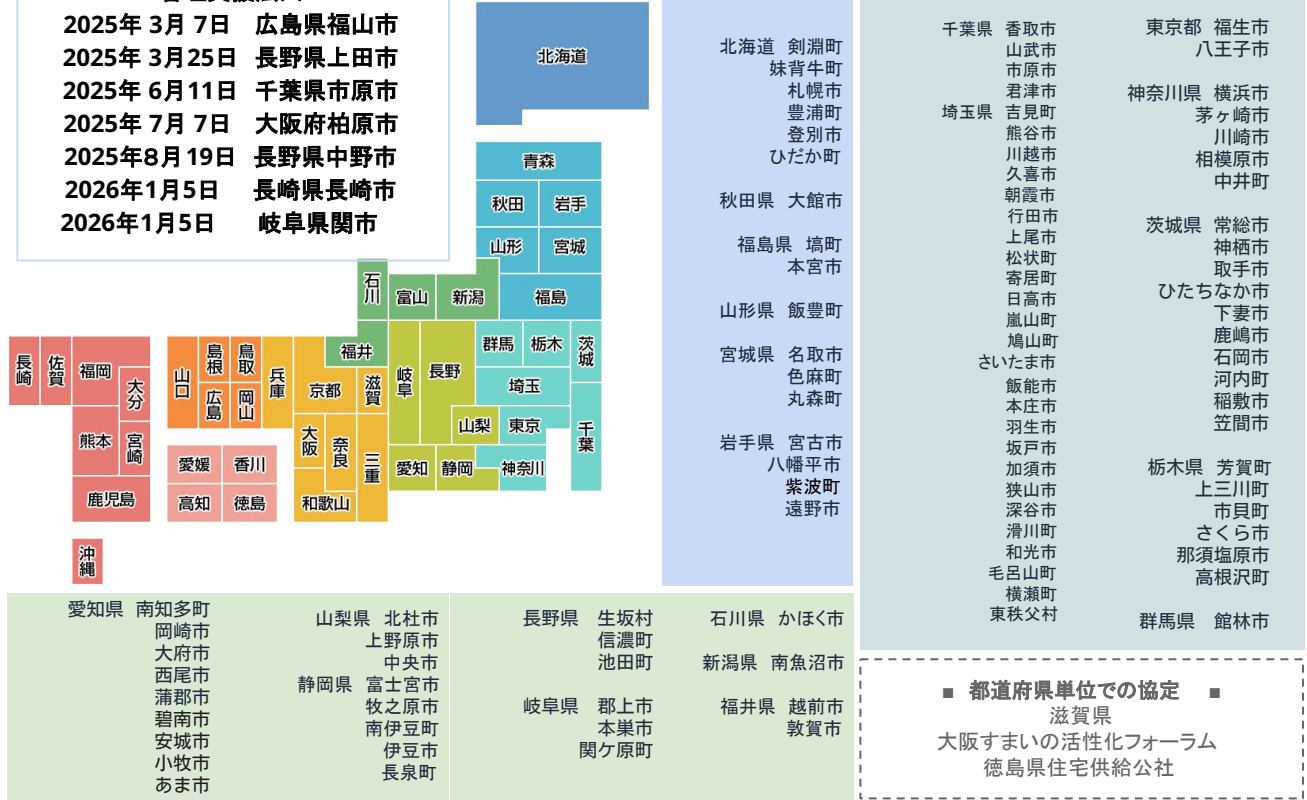 2025年 3月 7日 広島県福山市
2025年 3月25日 長野県上田市
2025年 6月11日 千葉県市原市
2025年 7月 7日 大阪府柏原市
2025年8月19日 長野県中野市
2026年1月5日 長崎県長崎市
2026年1月5日 岐阜県関市
北海道
青森
秋田
岩手
山形
宮城
石川
富山
新潟
福島
福井
岐阜
長野
群馬
栃木
茨城
埼玉
山梨
東京
千葉
愛知
静岡
神奈川
長崎
佐賀
福岡
大分
熊本
宮崎
鹿児島
沖縄
山口
島根
鳥取
広島
岡山
兵庫
京都
滋賀
大阪
奈良
三重
和歌山
愛媛
香川
高知
徳島
北海道 剣淵町
妹背牛町
札幌市
豊浦町
登別市
ひだか町
秋田県 大館市
福島県 塙町
本宮市
山形県 飯豊町
宮城県 名取市
色麻町
丸森町
岩手県 宮古市
八幡平市
紫波町
遠野市
千葉県 香取市
山武市
市原市
君津市
埼玉県 吉見町
熊谷市
川越市
久喜市
朝霞市
行田市
上尾市
松状町
寄居町
日高市
嵐山町
鳩山町
さいたま市
飯能市
本庄市
羽生市
坂戸市
加須市
狭山市
深谷市
滑川町
和光市
毛呂山町
横瀬町
東秩父村
東京都 福生市
八王子市
神奈川県 横浜市
茅ヶ崎市
川崎市
相模原市
中井町
茨城県 常総市
神栖市
取手市
ひたちなか市
下妻市
鹿嶋市
石岡市
河内町
稲敷市
笠間市
栃木県 芳賀町
上三川町
市貝町
さくら市
那須塩原市
高根沢町
群馬県 館林市
愛知県 南知多町
岡崎市
大府市
西尾市
蒲郡市
碧南市
安城市
小牧市
あま市
山梨県 北杜市
上野原市
中央市
静岡県 富士宮市
牧之原市
南伊豆町
伊豆市
長泉町
長野県 生坂村
信濃町
池田町
岐阜県 郡上市
本巣市
関ケ原町
石川県 かほく市
新潟県 南魚沼市
福井県 越前市
敦賀市
■ 都道府県単位での協定 ■
滋賀県
大阪すまいの活性化フォーラム
徳島県住宅供給公社